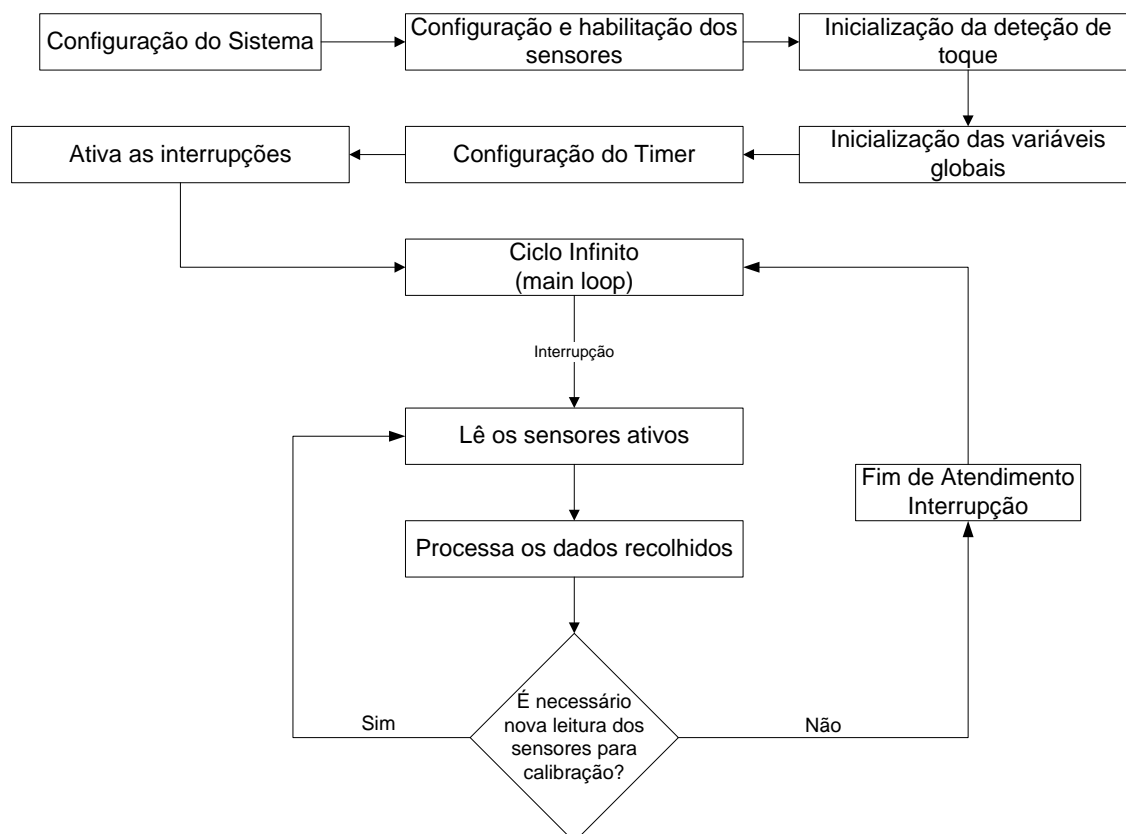 Configuração do Sistema
Configuração e habilitação dos
sensores
Inicialização da deteção de
toque
Ativa as interrupções
Configuração do Timer
Inicialização das variáveis
globais
Ciclo Infinito
(main loop)
Interrupção
Lê os sensores ativos
Fim de Atendimento
Interrupção
Processa os dados recolhidos
É necessário
nova leitura dos
sensores para
calibração?
Sim
Não